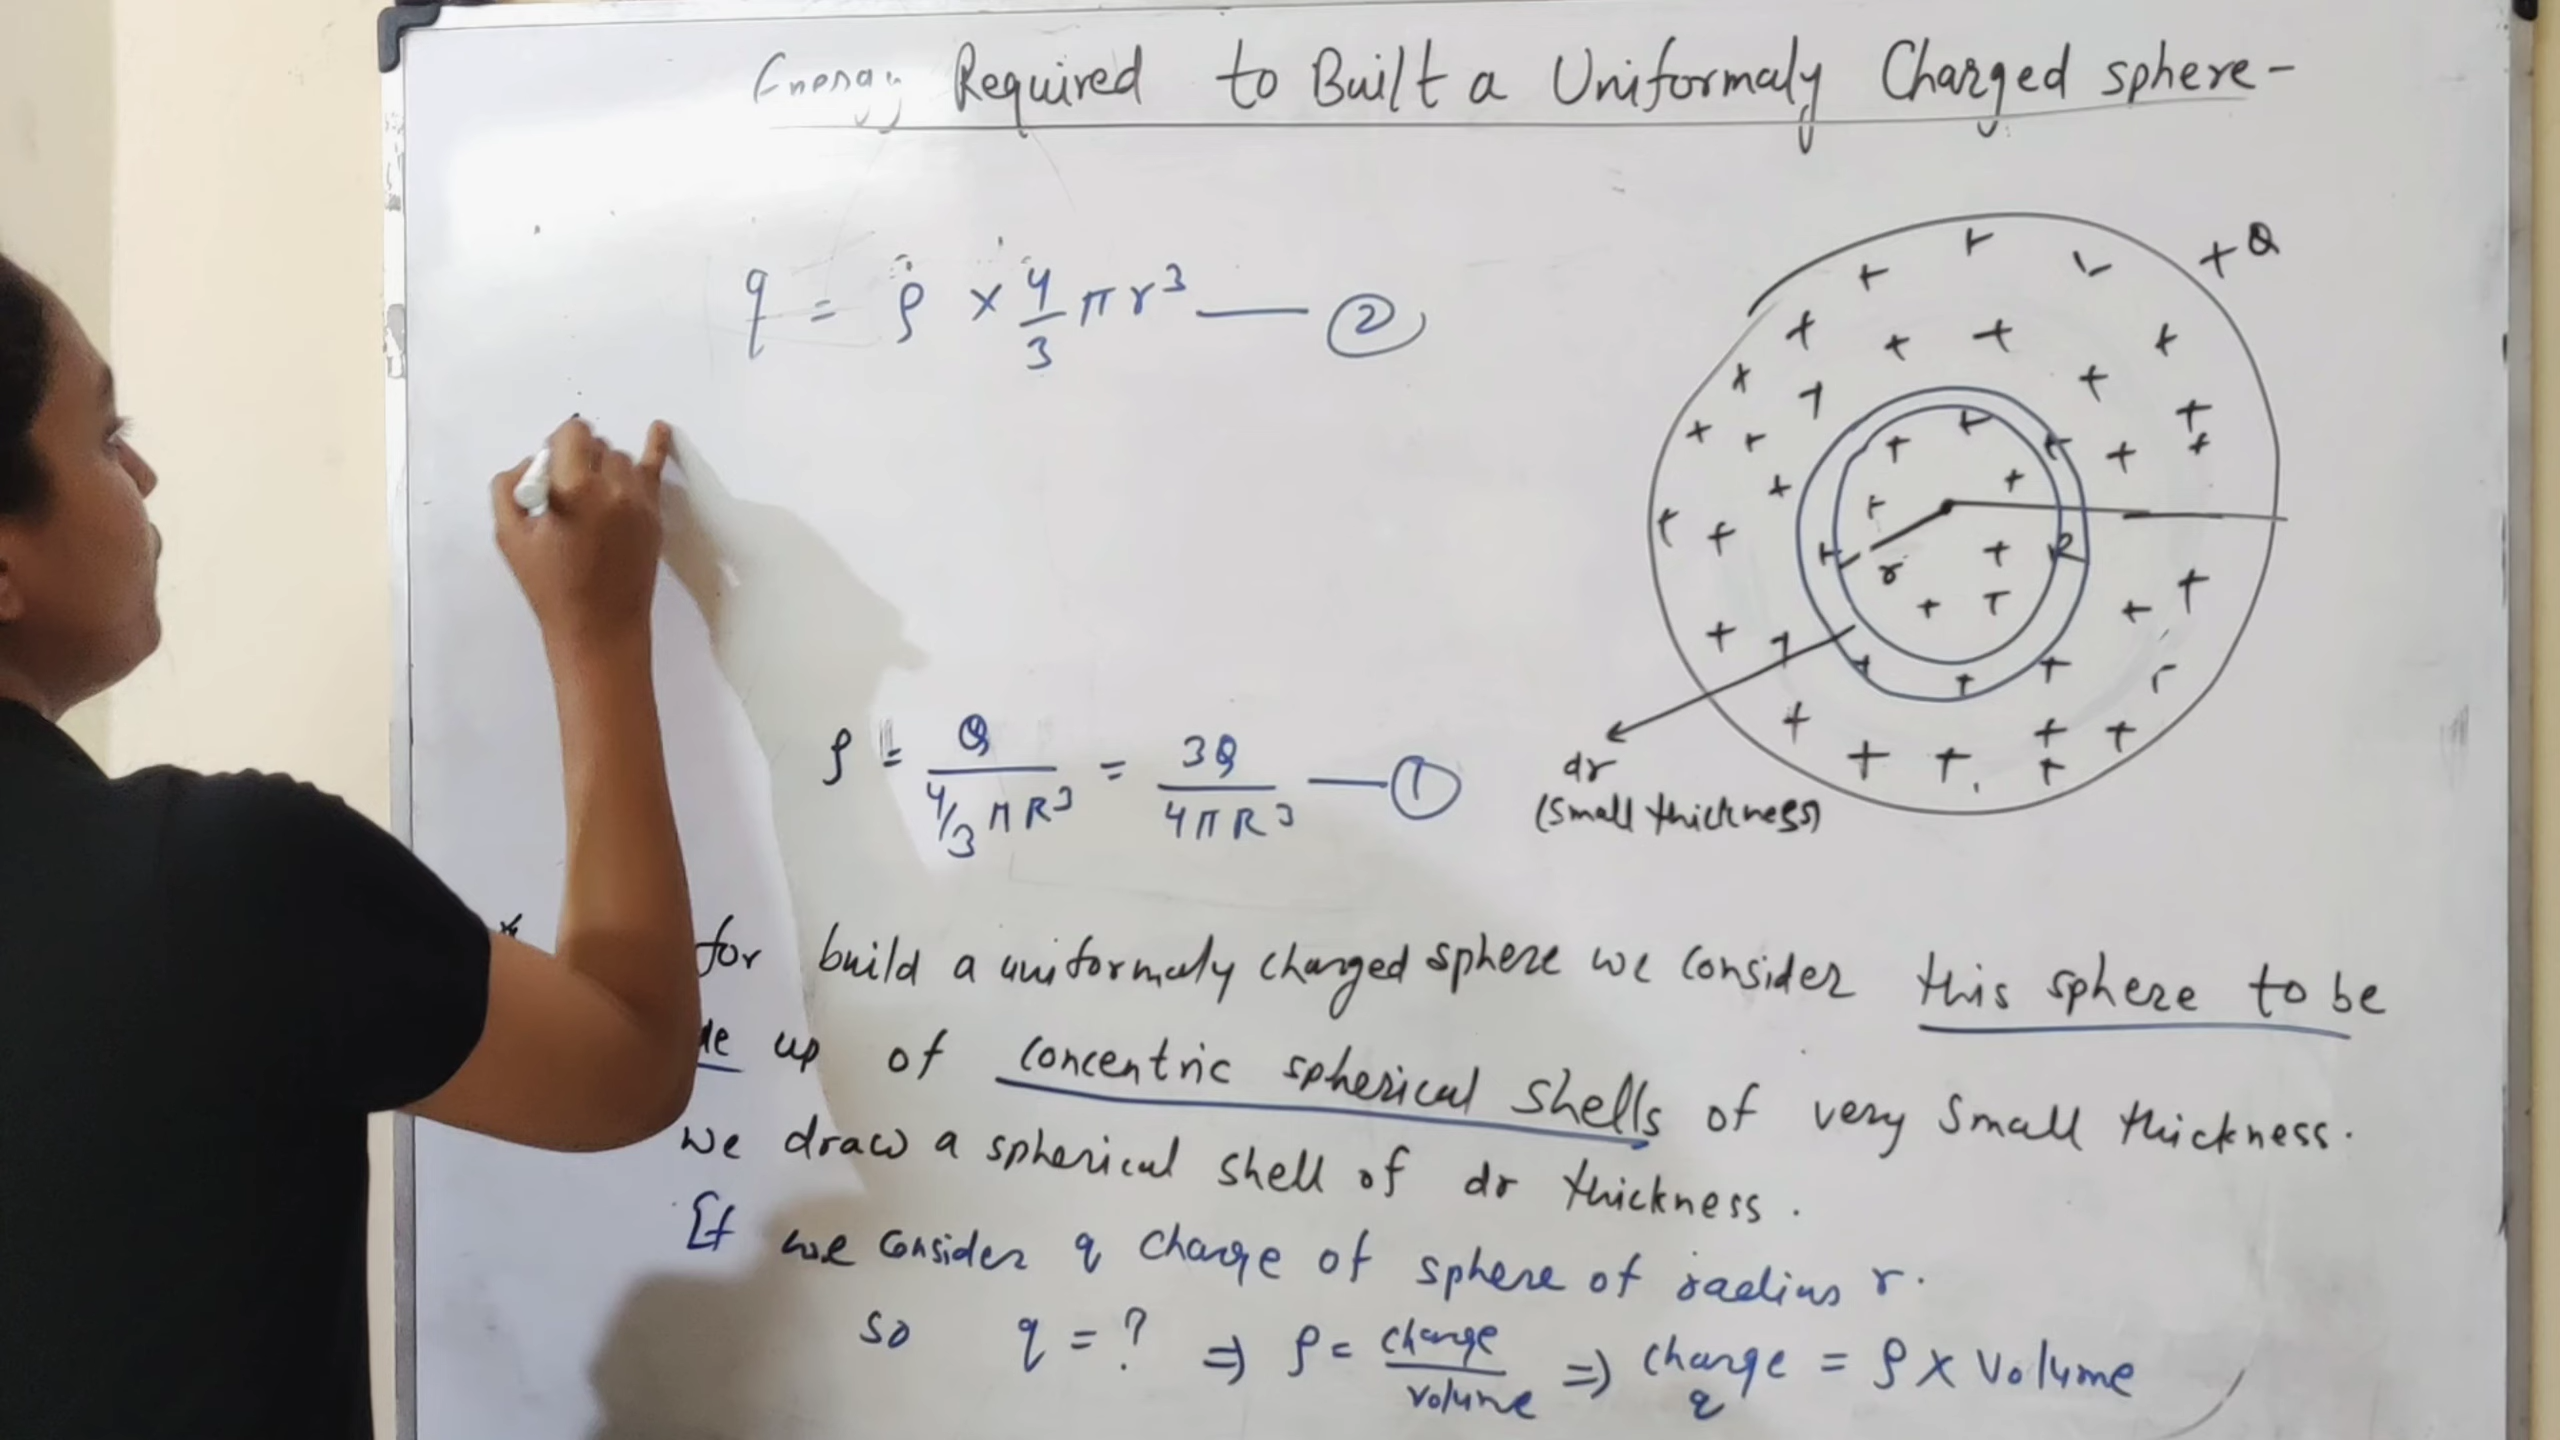 Energy Required to Built a Uniformaly Charged sphere-
q = ρ × 4/3 πr³ —— ②
+Q
r
R
dr
(Small thickness)
ρ = Q / 4/3 πR³ = 3Q / 4πR³ —— ①
for build a uniformaly charged sphere we consider this sphere to be
up of concentric spherical shells of very small thickness.
we draw a spherical shell of dr thickness.
If we consider q charge of sphere of radius r.
so q = ? ⇒ ρ = charge / volume ⇒ charge = ρ × volume
q